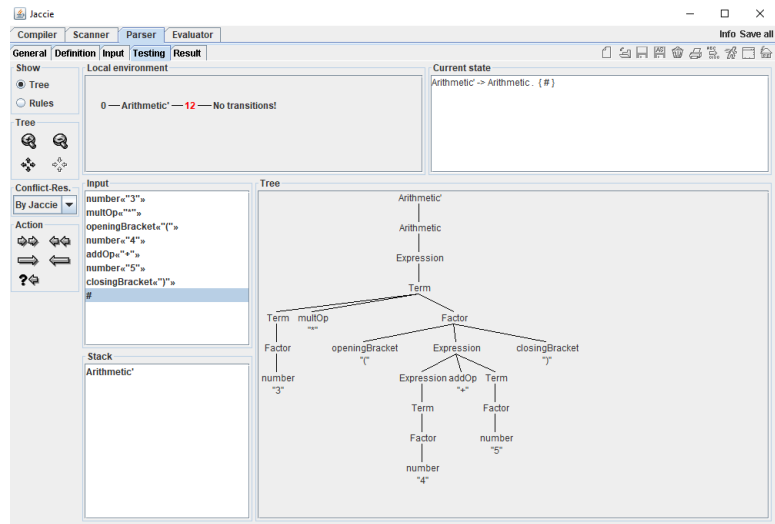 Jaccie
Compiler Scanner Parser Evaluator Info Save all
General Definition Input Testing Result
Show
Tree
Rules
Tree
Conflict-Res.
By Jaccie
Action
Local environment
0 — Arithmetic' — 12 — No transitions!
Current state
Arithmetic' -> Arithmetic . { # }
Input
number«"3"»
multOp«"*"»
openingBracket«"("»
number«"4"»
addOp«"+"»
number«"5"»
closingBracket«")"»
#
Stack
Arithmetic'
Tree
Arithmetic'
Arithmetic
Expression
Term
Term multOp Factor
"*"
Factor openingBracket Expression closingBracket
"(" ")"
number Expression addOp Term
"3" "+"
Term Factor
Factor number
"5"
number
"4"